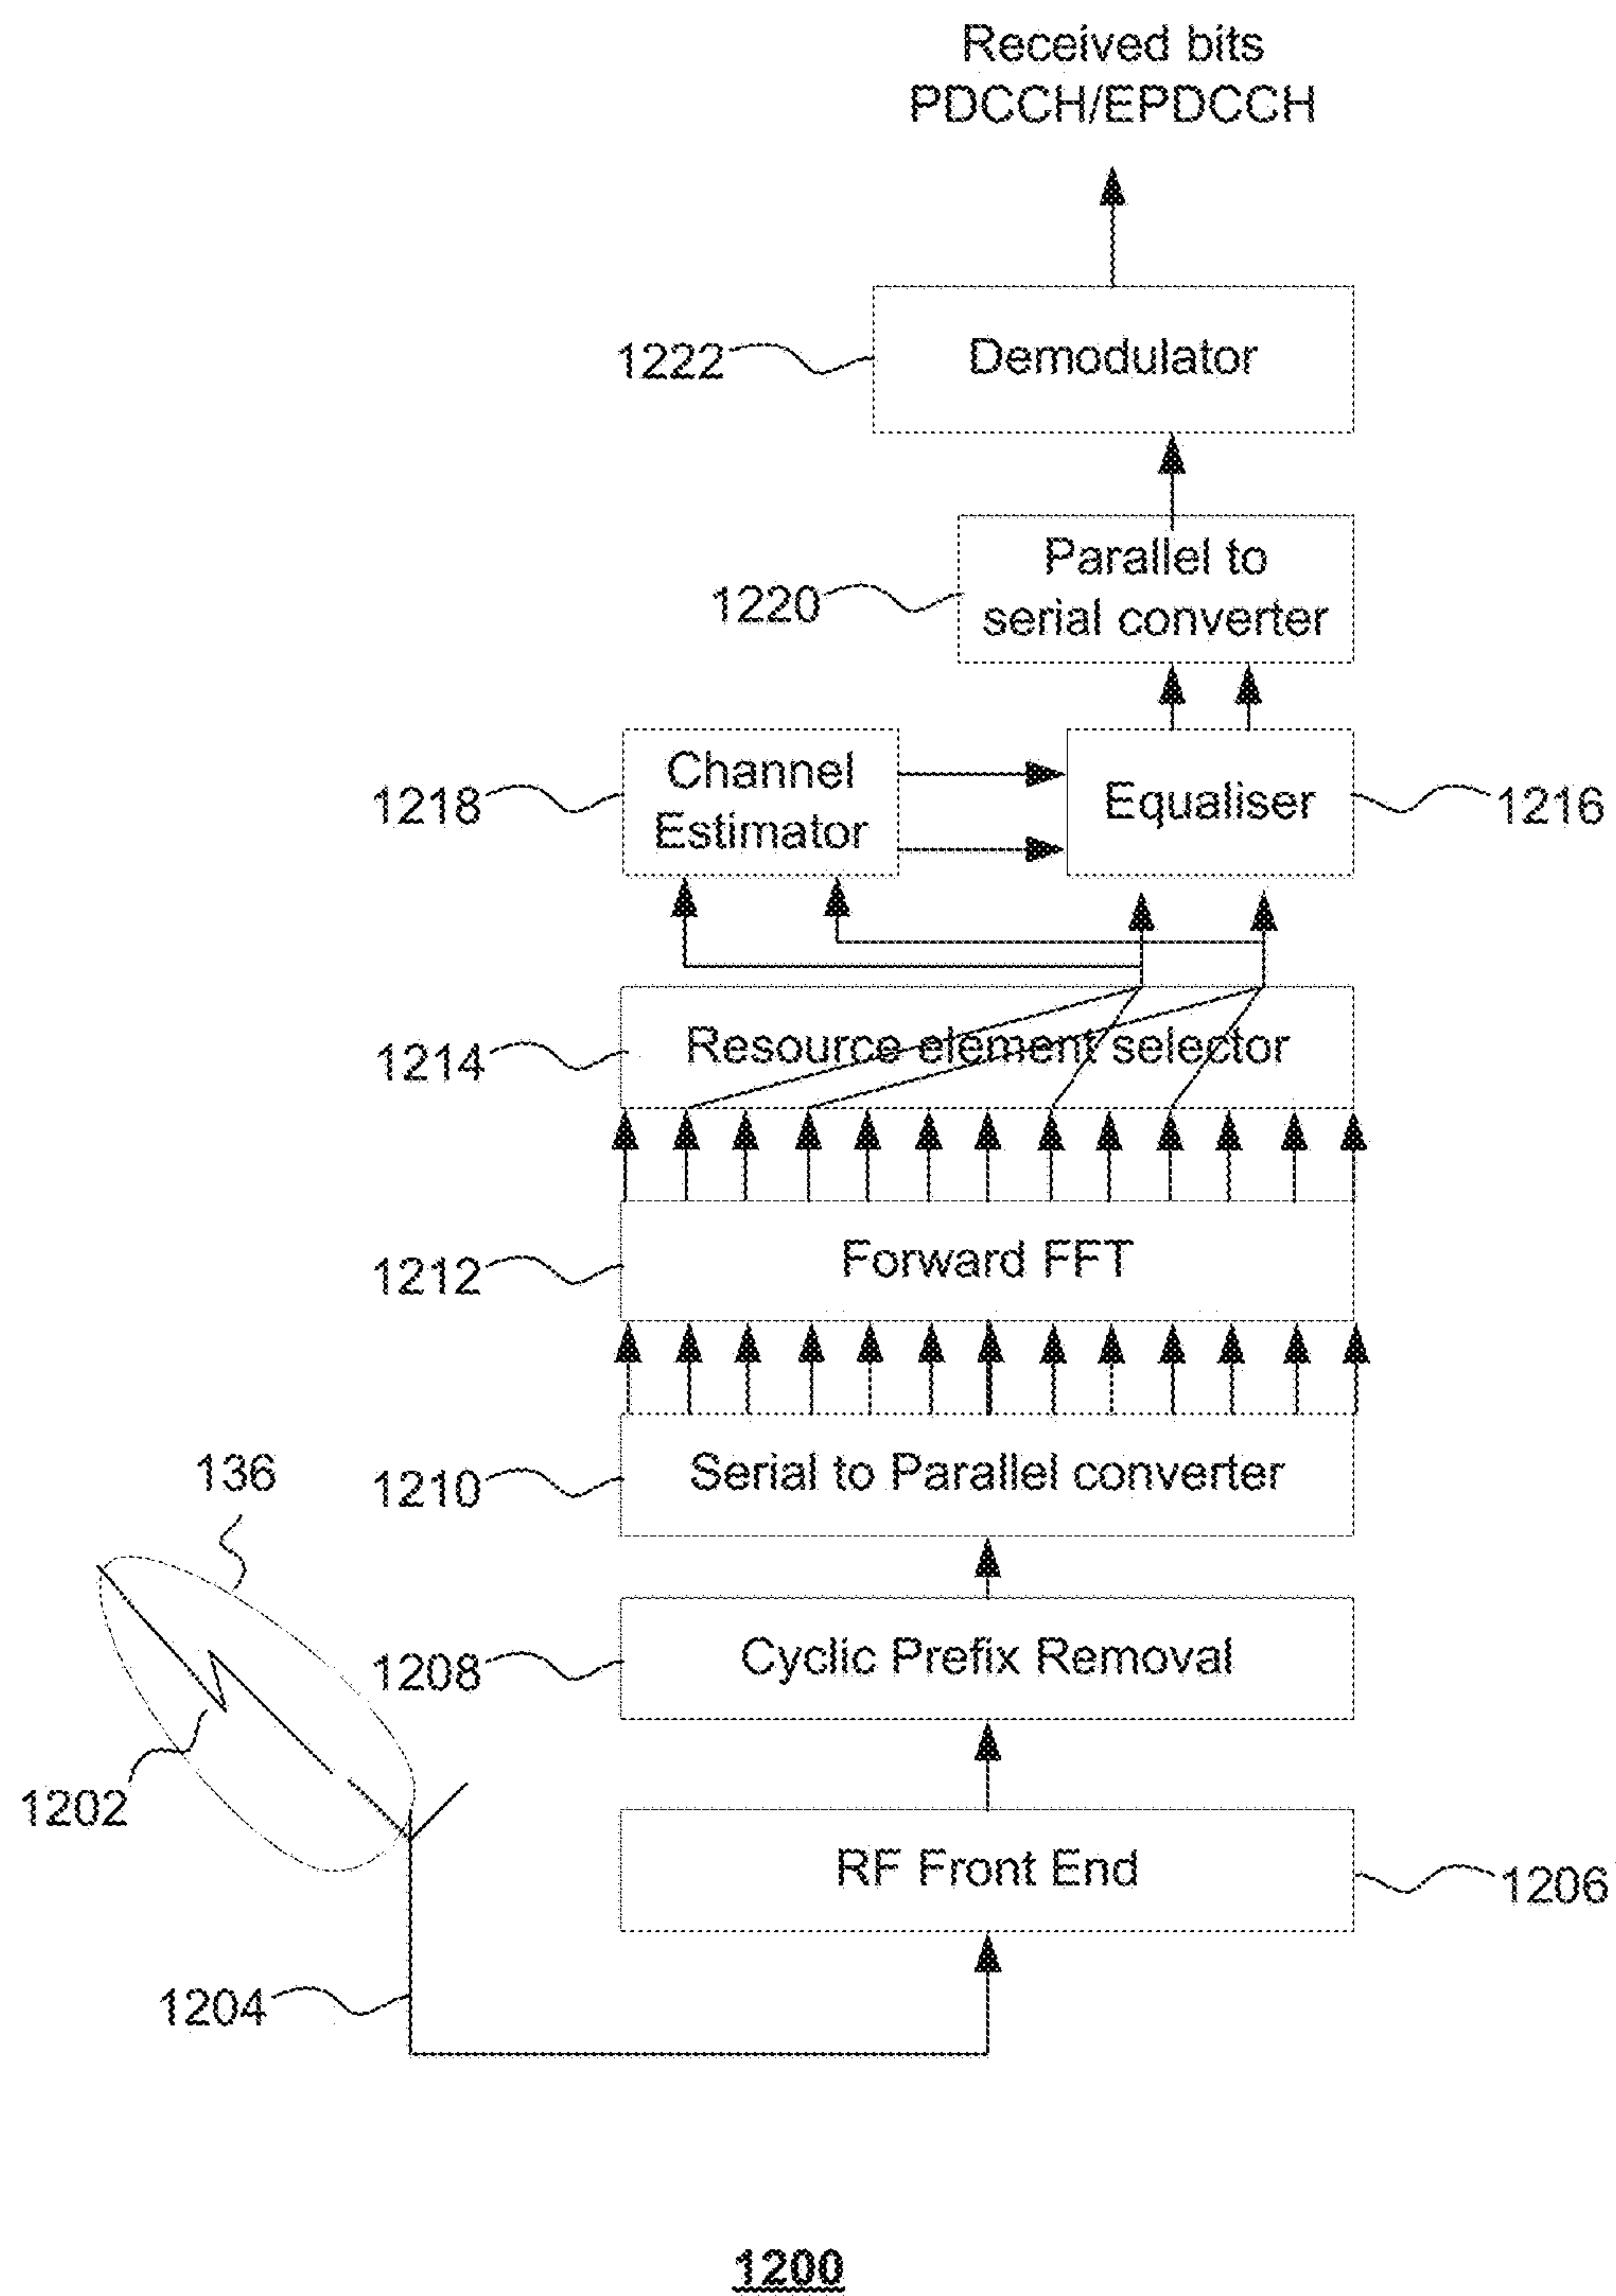 Received bits
PDCCH/EPDCCH
1222
Demodulator
1220
Parallel to
serial converter
1218
Channel
Estimator
Equaliser
1216
1214
Resource element selector
1212
Forward FFT
136
1210
Serial to Parallel converter
1208
Cyclic Prefix Removal
1202
RF Front End
1206
1204
1200